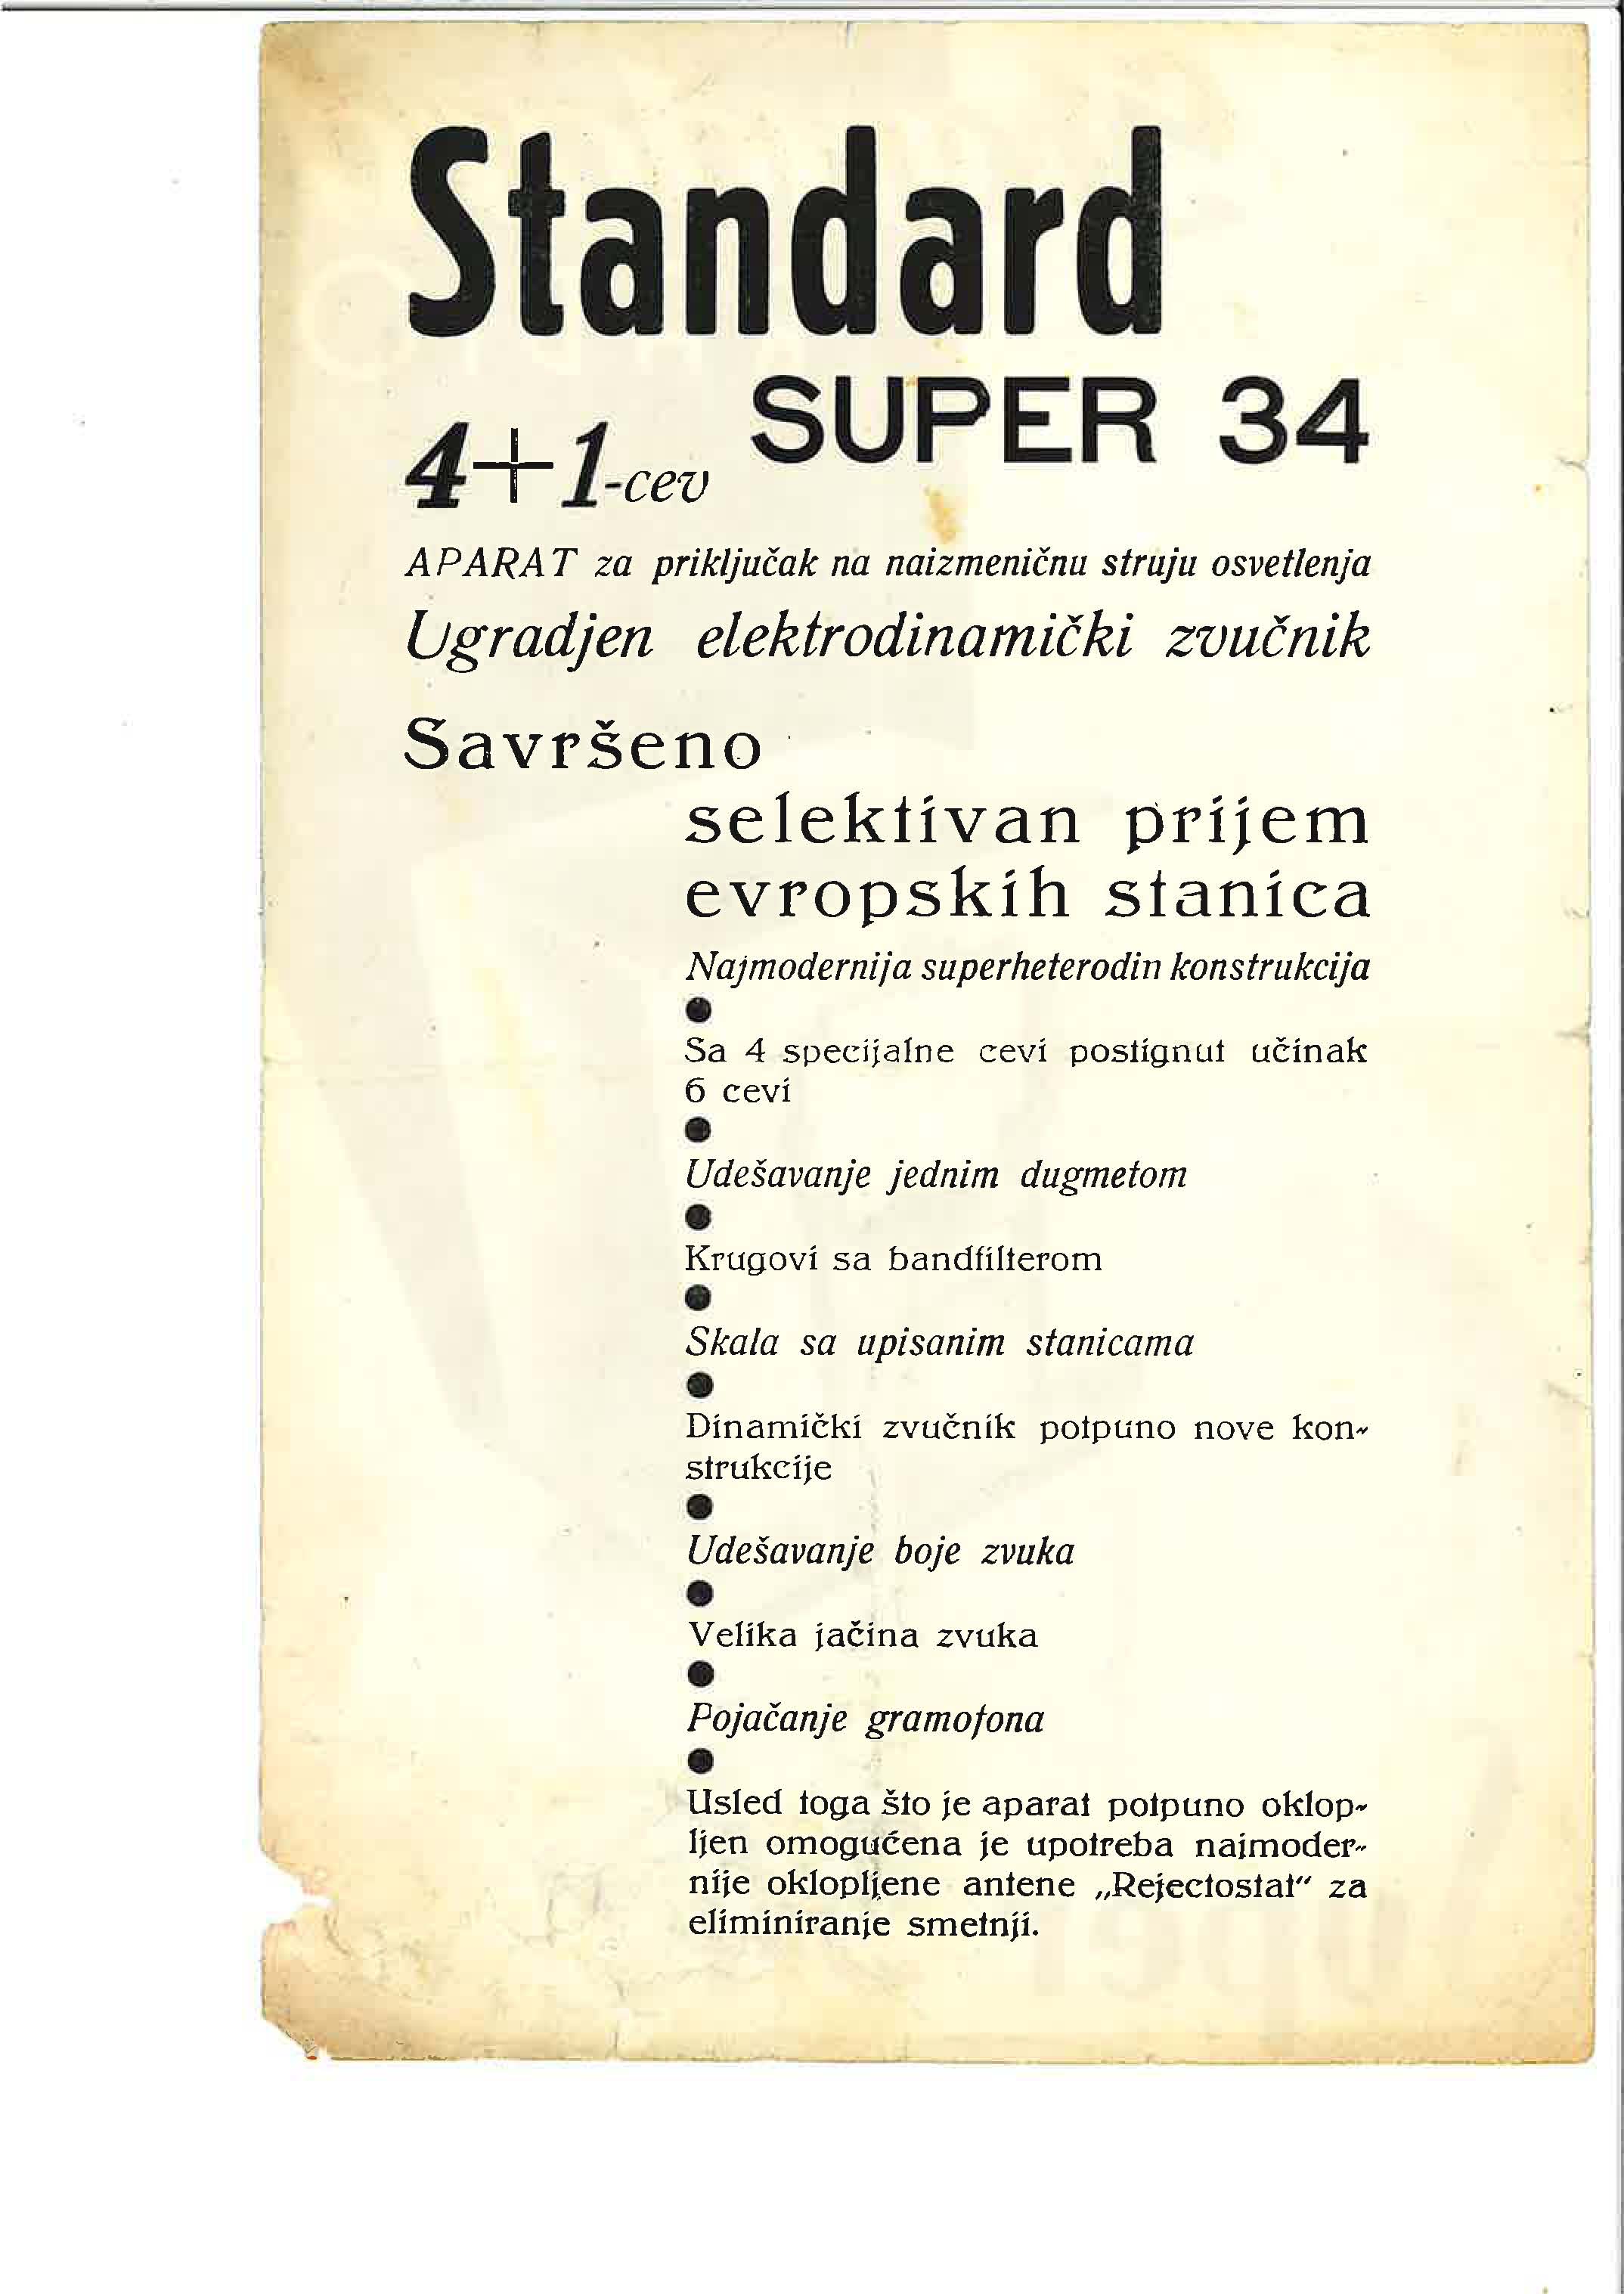 Standard
SUPER 34
4+1-cev
APARAT za priključak na naizmeničnu struju osvetlenja
Ugradjen elektrodinamički zvučnik
Savršeno
selektivan prijem
evropskih stanica
Najmodernija superheterodin konstrukcija
●
Sa 4 specijalne cevi postignut učinak
6 cevi
●
Udešavanje jednim dugmetom
●
Krugovi sa bandfilterom
●
Skala sa upisanim stanicama
●
Dinamički zvučnik potpuno nove kon-
strukcije
●
Udešavanje boje zvuka
●
Velika jačina zvuka
●
Pojačanje gramofona
●
Usled toga što je aparat potpuno oklop-
ljen omogućena je upotreba najmoder-
nije oklopljene antene „Rejectostat“ za
eliminiranje smetnji.